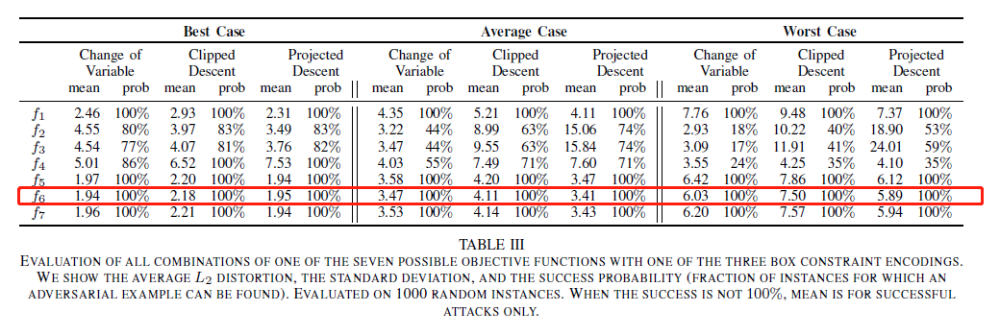 Best Case Average Case Worst Case
Change of Clipped Projected Change of Clipped Projected Change of Clipped Projected
Variable Descent Descent Variable Descent Descent Variable Descent Descent
mean prob mean prob mean prob mean prob mean prob mean prob mean prob mean prob mean prob
f1 2.46 100% 2.93 100% 2.31 100% 4.35 100% 5.21 100% 4.11 100% 7.76 100% 9.48 100% 7.37 100%
f2 4.55 80% 3.97 83% 3.49 83% 3.22 44% 8.99 63% 15.06 74% 2.93 18% 10.22 40% 18.90 53%
f3 4.54 77% 4.07 81% 3.76 82% 3.47 44% 9.55 63% 15.84 74% 3.09 17% 11.91 41% 24.01 59%
f4 5.01 86% 6.52 100% 7.53 100% 4.03 55% 7.49 71% 7.60 71% 3.55 24% 4.25 35% 4.10 35%
f5 1.97 100% 2.20 100% 1.94 100% 3.58 100% 4.20 100% 3.47 100% 6.42 100% 7.86 100% 6.12 100%
f6 1.94 100% 2.18 100% 1.95 100% 3.47 100% 4.11 100% 3.41 100% 6.03 100% 7.50 100% 5.89 100%
f7 1.96 100% 2.21 100% 1.94 100% 3.53 100% 4.14 100% 3.43 100% 6.20 100% 7.57 100% 5.94 100%
TABLE III
EVALUATION OF ALL COMBINATIONS OF ONE OF THE SEVEN POSSIBLE OBJECTIVE FUNCTIONS WITH ONE OF THE THREE BOX CONSTRAINT ENCODINGS.
WE SHOW THE AVERAGE L2 DISTORTION, THE STANDARD DEVIATION, AND THE SUCCESS PROBABILITY (FRACTION OF INSTANCES FOR WHICH AN
ADVERSARIAL EXAMPLE CAN BE FOUND). EVALUATED ON 1000 RANDOM INSTANCES. WHEN THE SUCCESS IS NOT 100%, MEAN IS FOR SUCCESSFUL
ATTACKS ONLY.